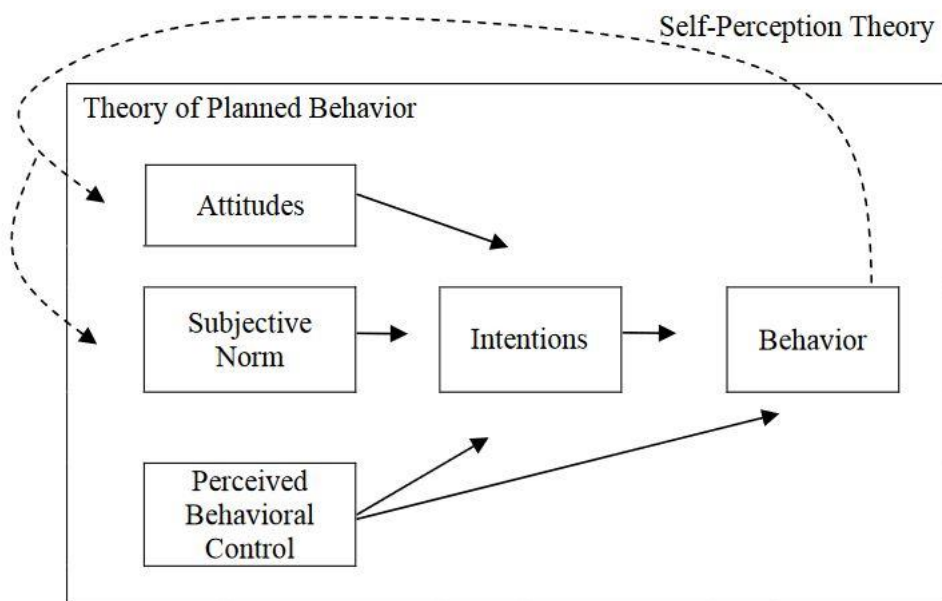 Self-Perception Theory
Theory of Planned Behavior
Attitudes
Subjective
Norm
Intentions
Behavior
Perceived
Behavioral
Control